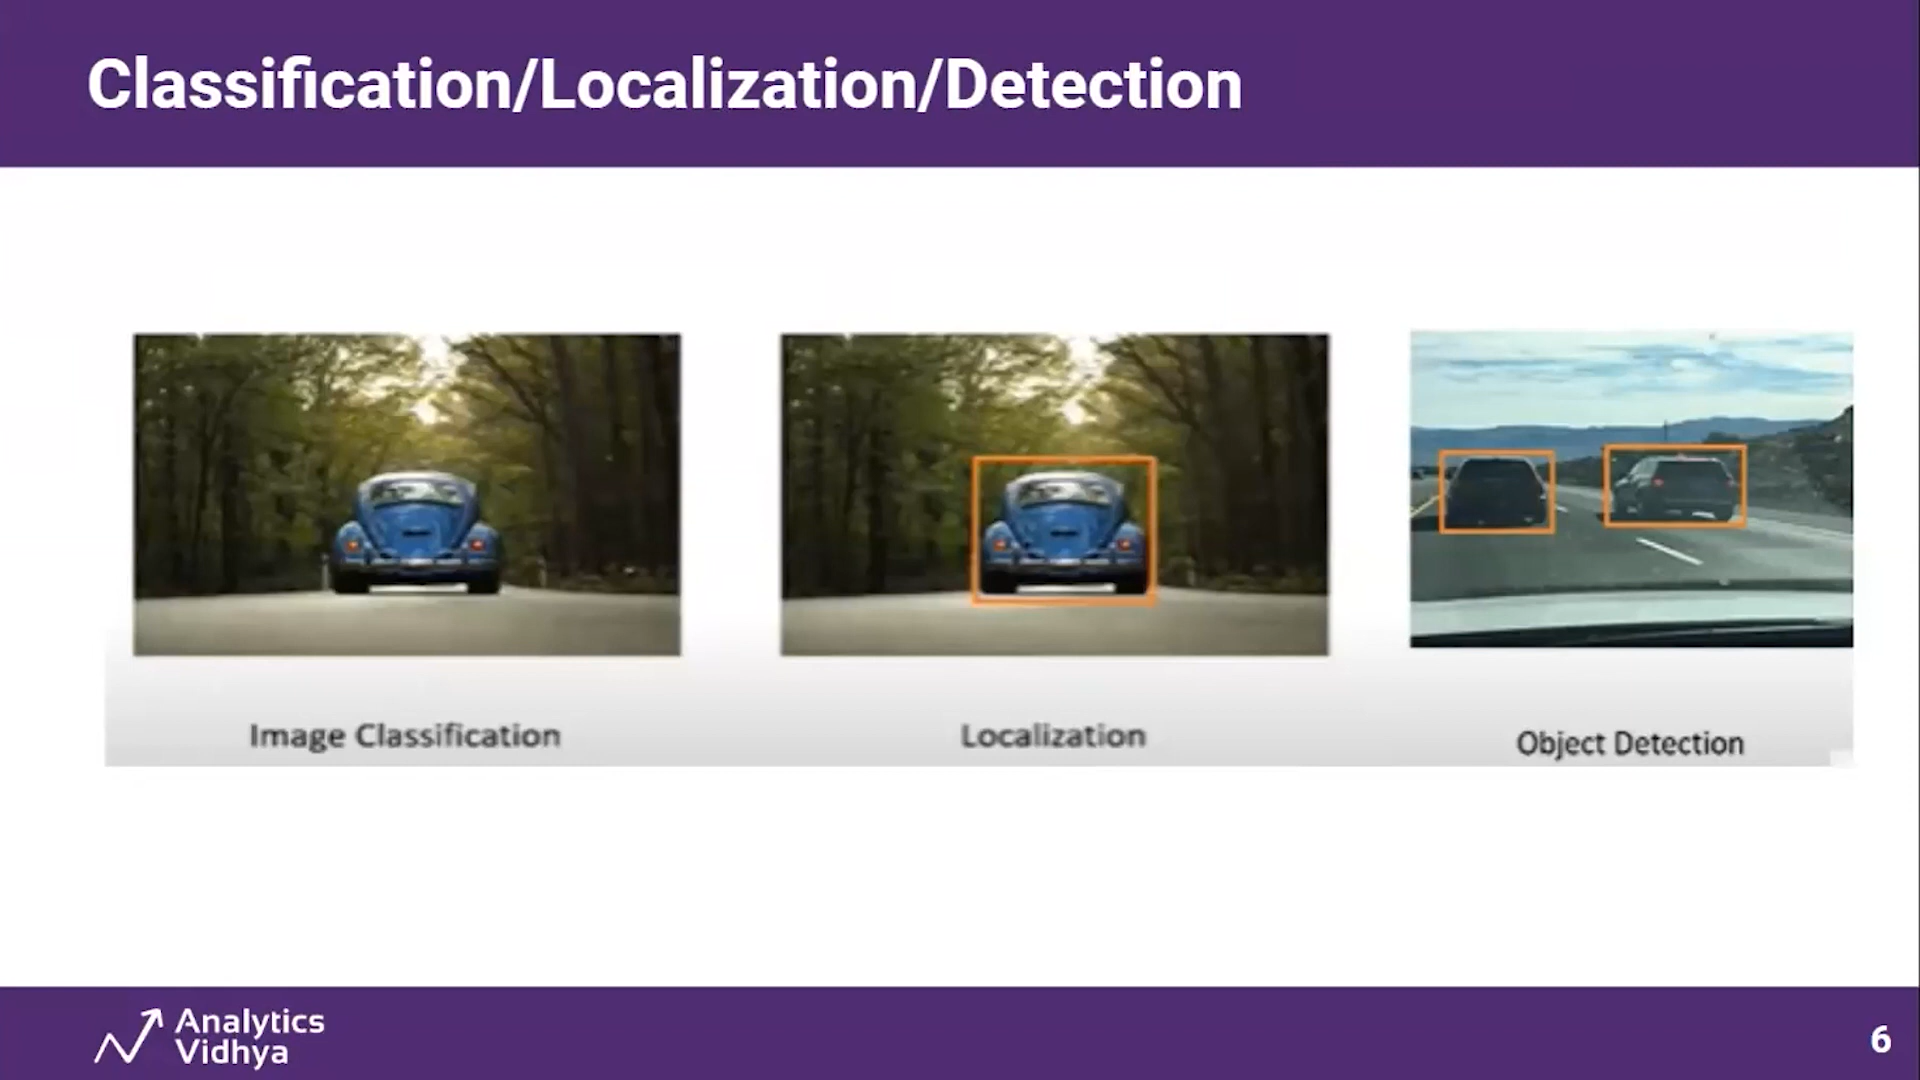 Classification/Localization/Detection
Image Classification
Localization
Object Detection
Analytics
Vidhya
6